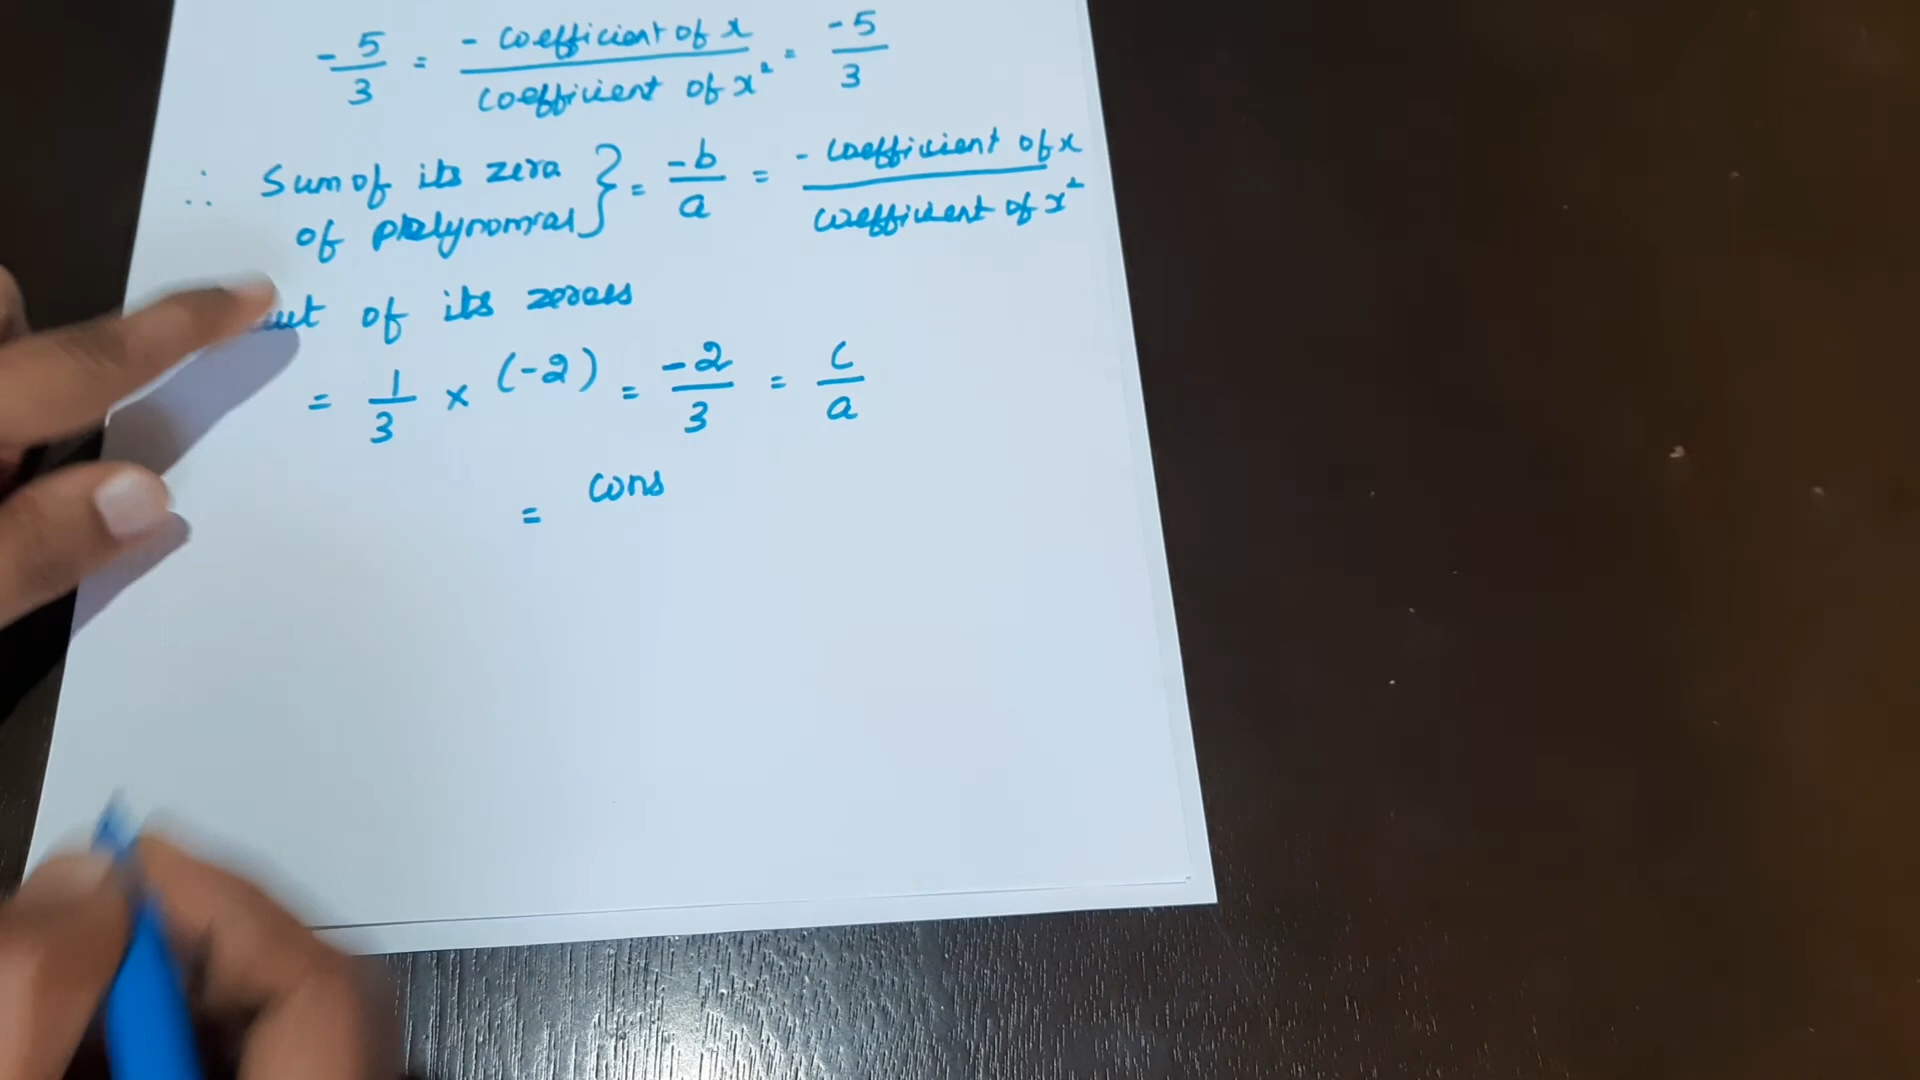 -5/3 = - coefficient of x / coefficient of x² = -5/3
∴ Sum of its zero of polynomial } = -b/a = - coefficient of x / coefficient of x²
of its zeroes
= 1/3 × (-2) = -2/3 = c/a
= cons